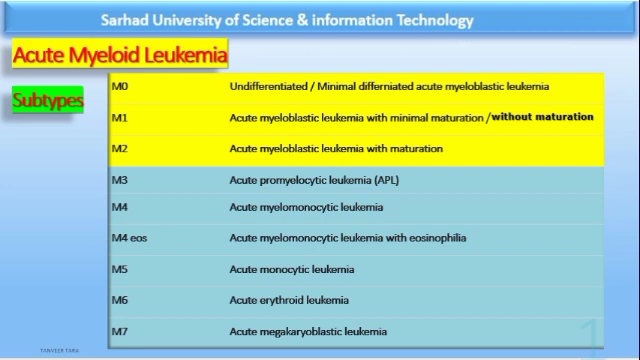 Sarhad University of Science & information Technology
Acute Myeloid Leukemia
Subtypes
M0 Undifferentiated / Minimal differniated acute myeloblastic leukemia
M1 Acute myeloblastic leukemia with minimal maturation /without maturation
M2 Acute myeloblastic leukemia with maturation
M3 Acute promyelocytic leukemia (APL)
M4 Acute myelomonocytic leukemia
M4 eos Acute myelomonocytic leukemia with eosinophilia
M5 Acute monocytic leukemia
M6 Acute erythroid leukemia
M7 Acute megakaryoblastic leukemia
1
TANVEER TARA